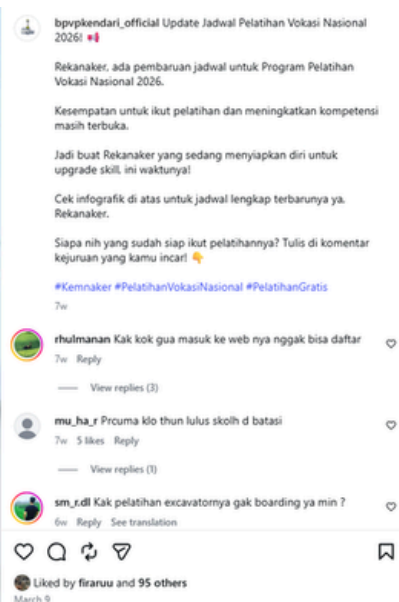 bpvpkendari_official Update Jadwal Pelatihan Vokasi Nasional
2026!
Rekanaker, ada pembaruan jadwal untuk Program Pelatihan
Vokasi Nasional 2026.
Kesempatan untuk ikut pelatihan dan meningkatkan kompetensi
masih terbuka.
Jadi buat Rekanaker yang sedang menyiapkan diri untuk
upgrade skill, ini waktunya!
Cek infografik di atas untuk jadwal lengkap terbarunya ya,
Rekanaker.
Siapa nih yang sudah siap ikut pelatihannya? Tulis di komentar
kejuruan yang kamu incar! 👇
#Kemnaker #PelatihanVokasiNasional #PelatihanGratis
7w
rhulmanan Kak kok gua masuk ke web nya nggak bisa daftar
7w Reply
View replies (3)
mu_ha_r Prcuma klo thun lulus skolh d batasi
7w 5 likes Reply
View replies (1)
sm_r.dl Kak pelatihan excavatornya gak boarding ya min ?
6w Reply See translation
Liked by firaruu and 95 others
March 9